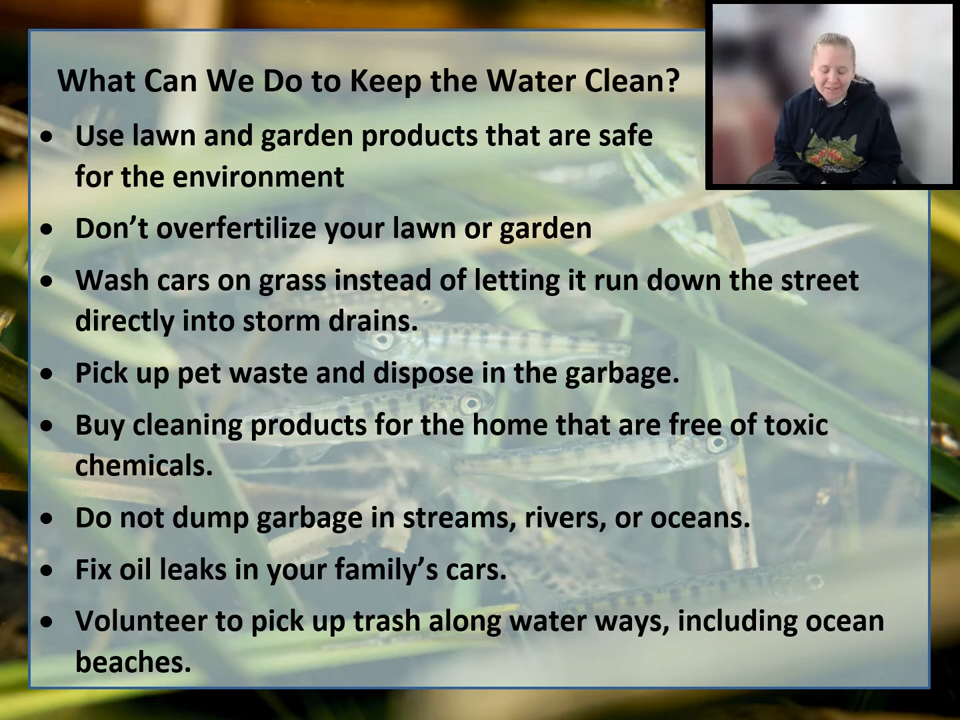 What Can We Do to Keep the Water Clean?
• Use lawn and garden products that are safe
for the environment
• Don’t overfertilize your lawn or garden
• Wash cars on grass instead of letting it run down the street
directly into storm drains.
• Pick up pet waste and dispose in the garbage.
• Buy cleaning products for the home that are free of toxic
chemicals.
• Do not dump garbage in streams, rivers, or oceans.
• Fix oil leaks in your family’s cars.
• Volunteer to pick up trash along water ways, including ocean
beaches.